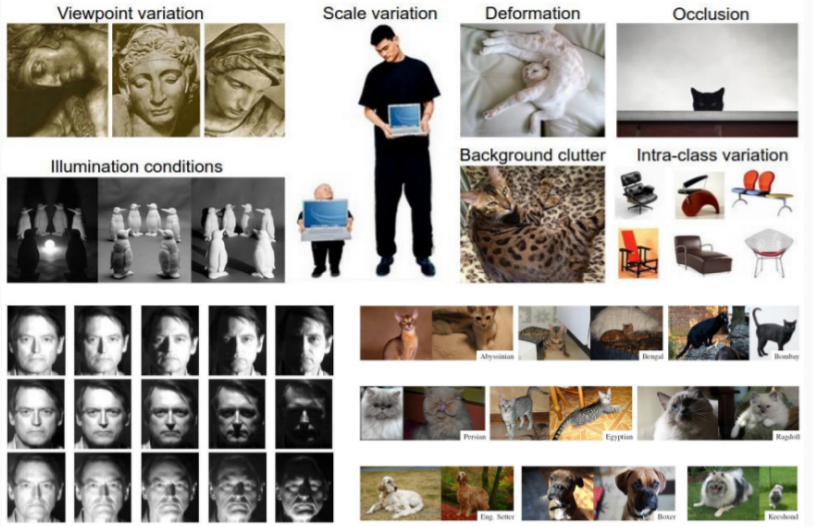 Viewpoint variation
Scale variation
Deformation
Occlusion
Illumination conditions
Background clutter
Intra-class variation
Abyssinian
Bengal
Bombay
Persian
Egyptian
Ragdoll
Eng. Setter
Boxer
Keeshond